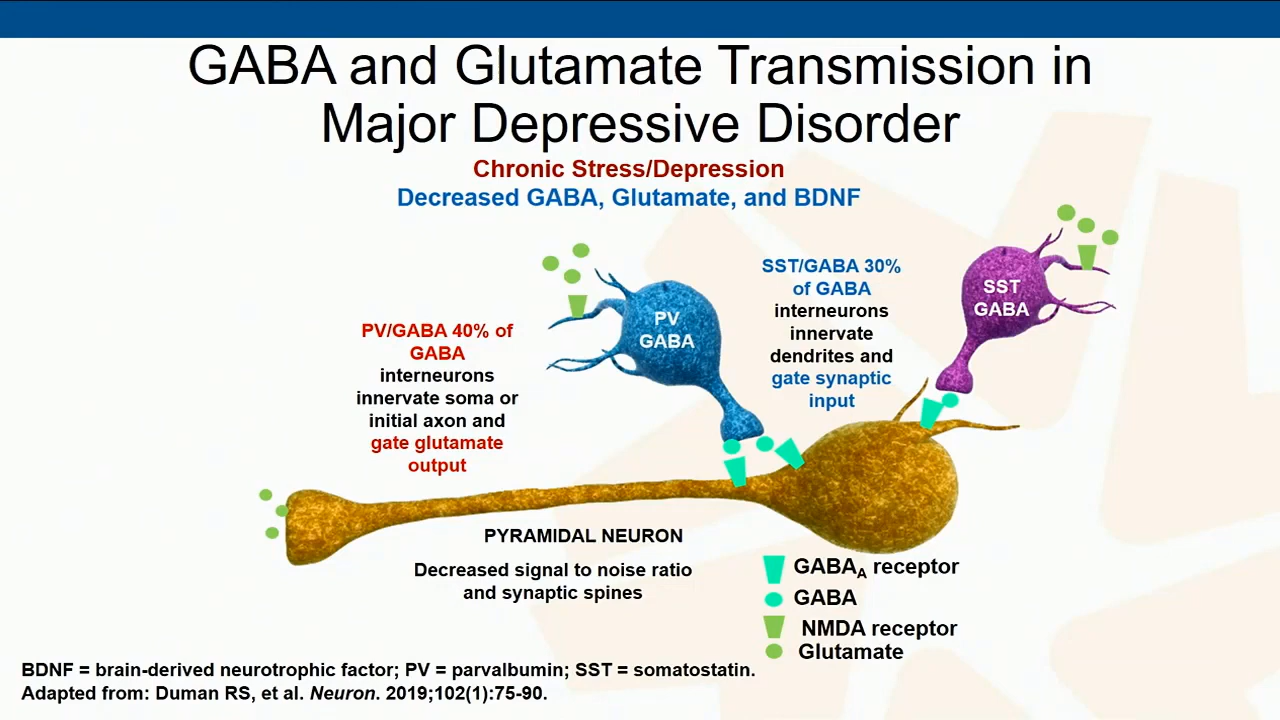 GABA and Glutamate Transmission in
Major Depressive Disorder
Chronic Stress/Depression
Decreased GABA, Glutamate, and BDNF
PV/GABA 40% of
GABA
interneurons
innervate soma or
initial axon and
gate glutamate
output
PV
GABA
SST/GABA 30%
of GABA
interneurons
innervate
dendrites and
gate synaptic
input
SST
GABA
PYRAMIDAL NEURON
Decreased signal to noise ratio
and synaptic spines
GABAA receptor
GABA
NMDA receptor
Glutamate
BDNF = brain-derived neurotrophic factor; PV = parvalbumin; SST = somatostatin.
Adapted from: Duman RS, et al. Neuron. 2019;102(1):75-90.